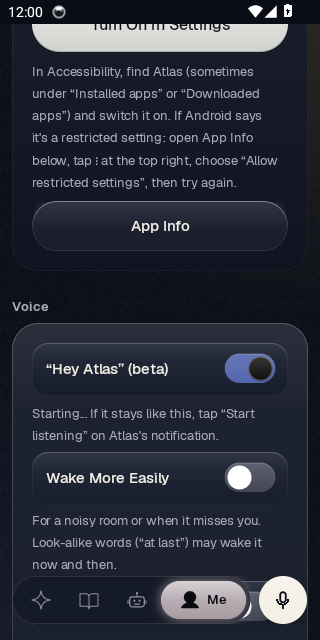 12:00
Turn On in Settings
In Accessibility, find Atlas (sometimes
under “Installed apps” or “Downloaded
apps”) and switch it on. If Android says
it's a restricted setting: open App Info
below, tap ⋮ at the top right, choose “Allow
restricted settings”, then try again.
App Info
Voice
“Hey Atlas” (beta)
Starting… If it stays like this, tap “Start
listening” on Atlas's notification.
Wake More Easily
For a noisy room or when it misses you.
Look-alike words (“at last”) may wake it
now and then.
Me